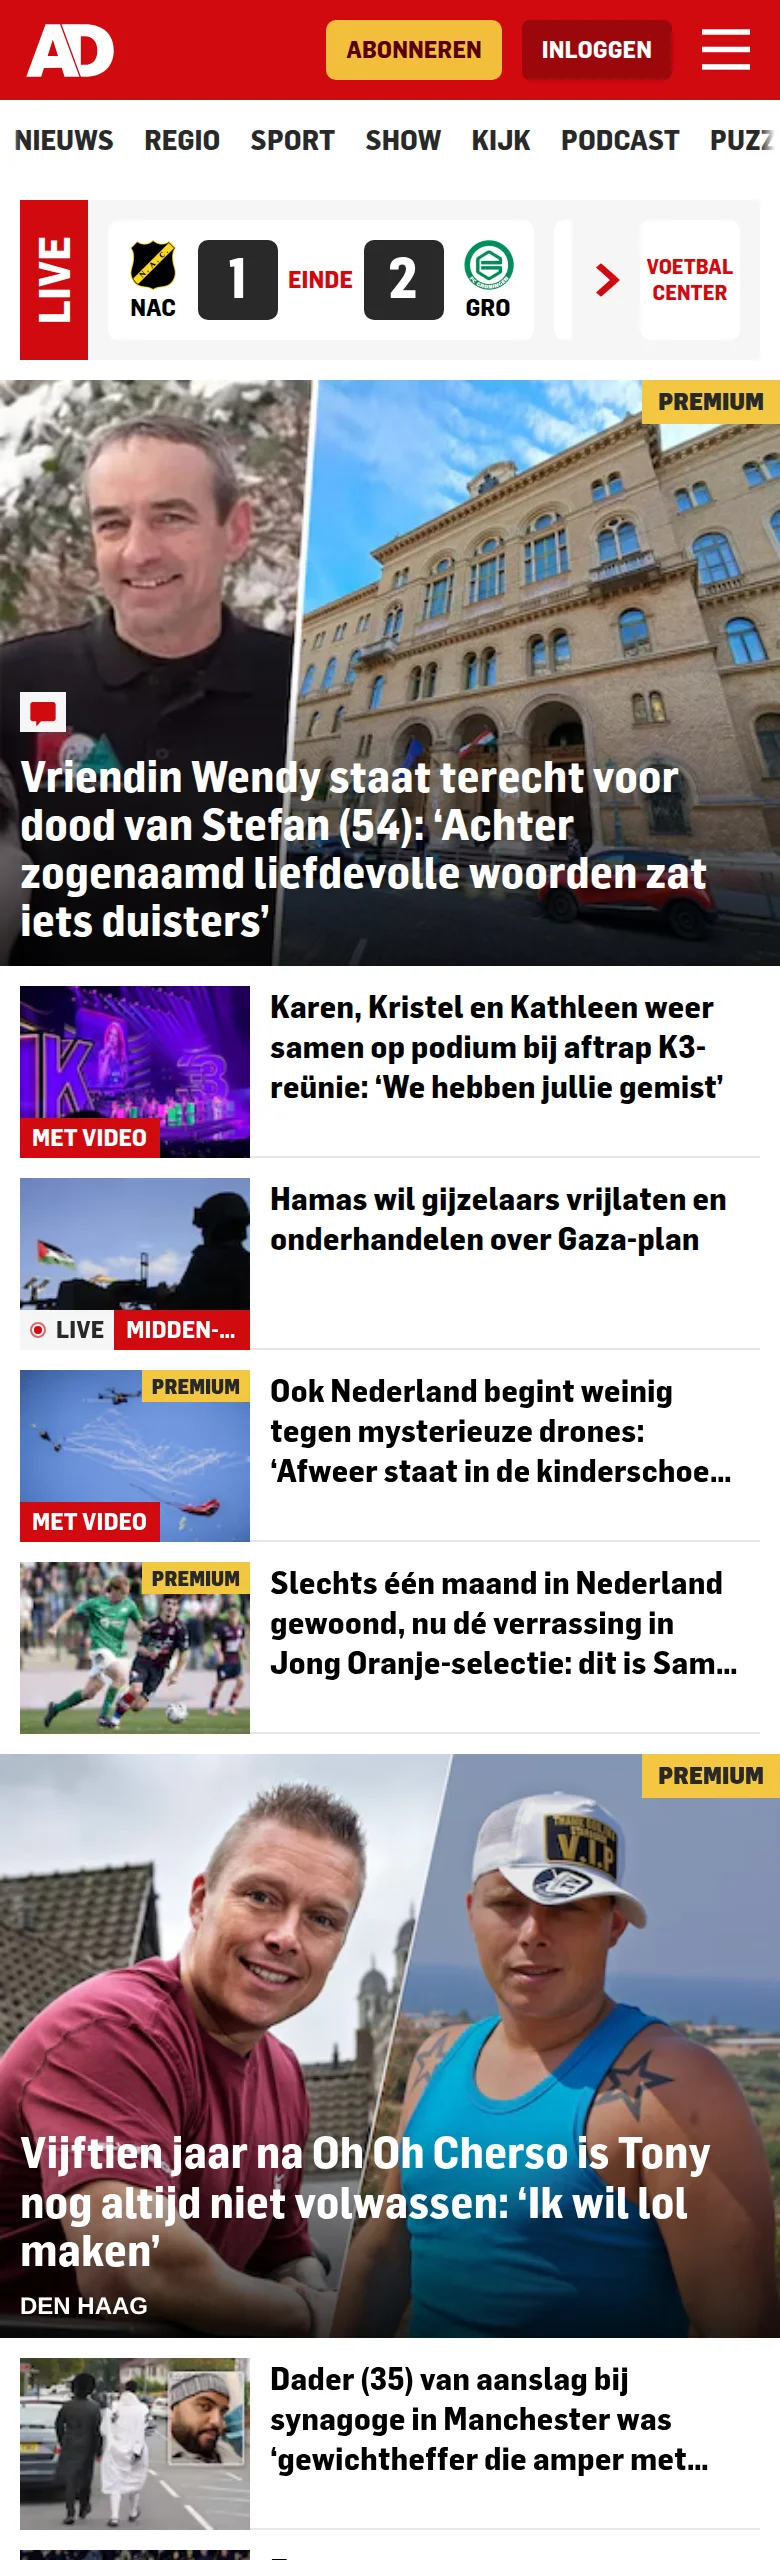 AD
ABONNEREN
INLOGGEN
NIEUWS REGIO SPORT SHOW KIJK PODCAST PUZZ
LIVE
NAC
1
EINDE
2
GRO
VOETBAL
CENTER
PREMIUM
Vriendin Wendy staat terecht voor
dood van Stefan (54): ‘Achter
zogenaamd liefdevolle woorden zat
iets duisters’
MET VIDEO
Karen, Kristel en Kathleen weer
samen op podium bij aftrap K3-
reünie: ‘We hebben jullie gemist’
LIVE MIDDEN-...
Hamas wil gijzelaars vrijlaten en
onderhandelen over Gaza-plan
PREMIUM
MET VIDEO
Ook Nederland begint weinig
tegen mysterieuze drones:
‘Afweer staat in de kinderschoe...
PREMIUM
Slechts één maand in Nederland
gewoond, nu dé verrassing in
Jong Oranje-selectie: dit is Sam...
PREMIUM
V.I.P
Vijftien jaar na Oh Oh Cherso is Tony
nog altijd niet volwassen: ‘Ik wil lol
maken’
DEN HAAG
Dader (35) van aanslag bij
synagoge in Manchester was
‘gewichtheffer die amper met...